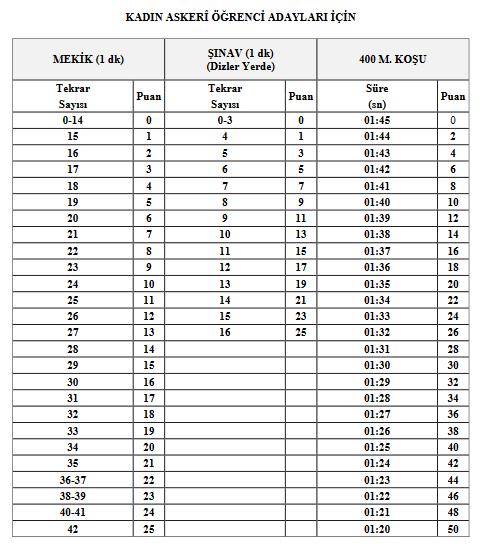 KADIN ASKERÎ ÖĞRENCİ ADAYLARI İÇİN
MEKİK (1 dk) ŞINAV (1 dk) (Dizler Yerde) 400 M. KOŞU
Tekrar Sayısı Puan Tekrar Sayısı Puan Süre (sn) Puan
0-14 0 0-3 0 01:45 0
15 1 4 1 01:44 2
16 2 5 3 01:43 4
17 3 6 5 01:42 6
18 4 7 7 01:41 8
19 5 8 9 01:40 10
20 6 9 11 01:39 12
21 7 10 13 01:38 14
22 8 11 15 01:37 16
23 9 12 17 01:36 18
24 10 13 19 01:35 20
25 11 14 21 01:34 22
26 12 15 23 01:33 24
27 13 16 25 01:32 26
28 14 01:31 28
29 15 01:30 30
30 16 01:29 32
31 17 01:28 34
32 18 01:27 36
33 19 01:26 38
34 20 01:25 40
35 21 01:24 42
36-37 22 01:23 44
38-39 23 01:22 46
40-41 24 01:21 48
42 25 01:20 50